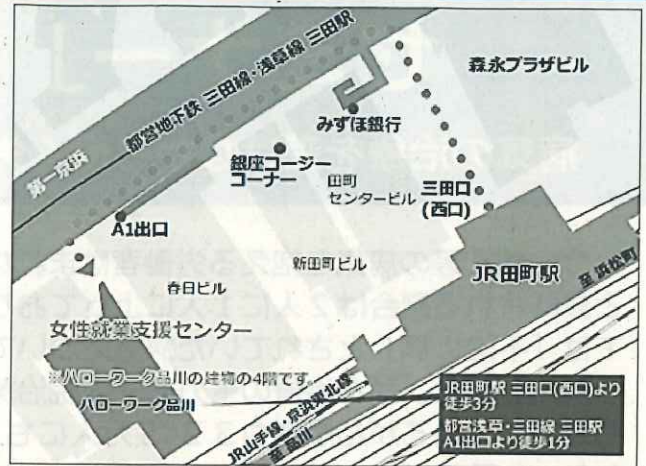 都営地下鉄 三田線・浅草線 三田駅
第一京浜
森永プラザビル
みずほ銀行
銀座コージー
コーナー
田町
センタービル
三田口
(西口)
A1出口
新田町ビル
春日ビル
JR田町駅
至 浜松町
女性就業支援センター
※ハローワーク品川の建物の4階です。
ハローワーク品川
JR山手線・京浜東北線
至 品川
JR田町駅 三田口(西口)より
徒歩3分
都営浅草・三田線 三田駅
A1出口より徒歩1分